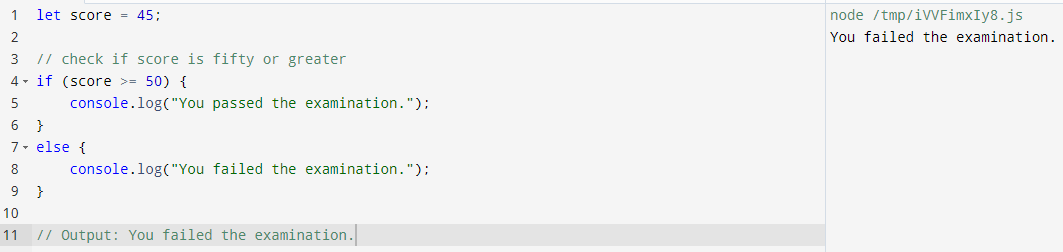 1 let score = 45;
2
3 // check if score is fifty or greater
4 if (score >= 50) {
5     console.log("You passed the examination.");
6 }
7 else {
8     console.log("You failed the examination.");
9 }
10
11 // Output: You failed the examination.
node /tmp/iVVFimxIy8.js
You failed the examination.